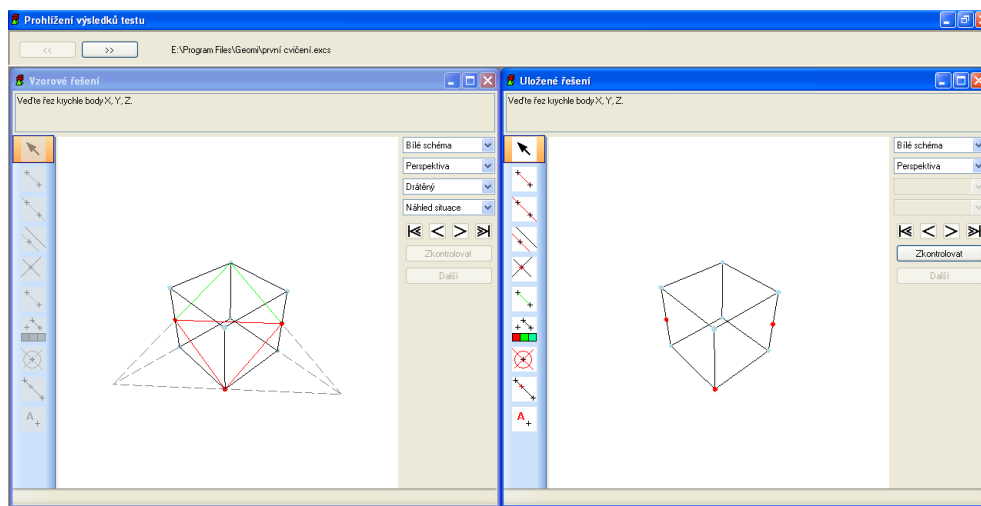 Prohlížení výsledků testu
<< >> E:\Program Files\Geomi\první cvičení.excs
Vzorové řešení
Veďte řez krychle body X, Y, Z.
Bílé schéma
Perspektiva
Drátěný
Náhled situace
Zkontrolovat
Další
A
Uložené řešení
Veďte řez krychle body X, Y, Z.
Bílé schéma
Perspektiva
Zkontrolovat
Další
A